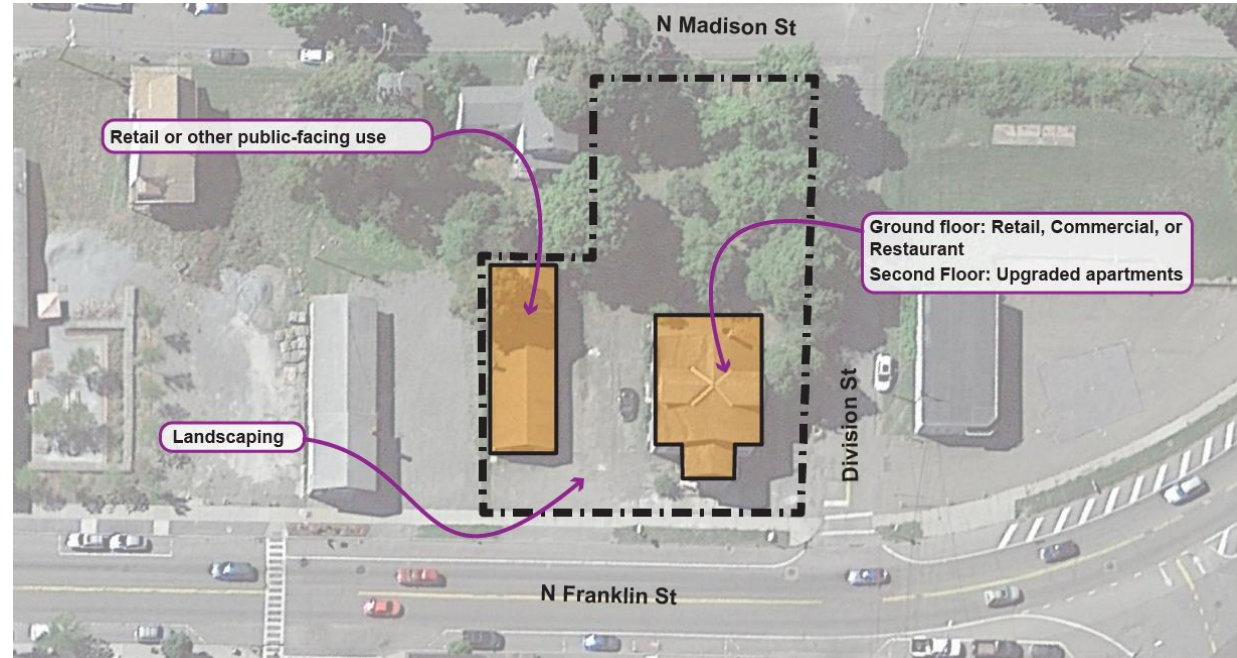 N Madison St
Retail or other public-facing use
Ground floor: Retail, Commercial, or
Restaurant
Second Floor: Upgraded apartments
Landscaping
Division St
N Franklin St